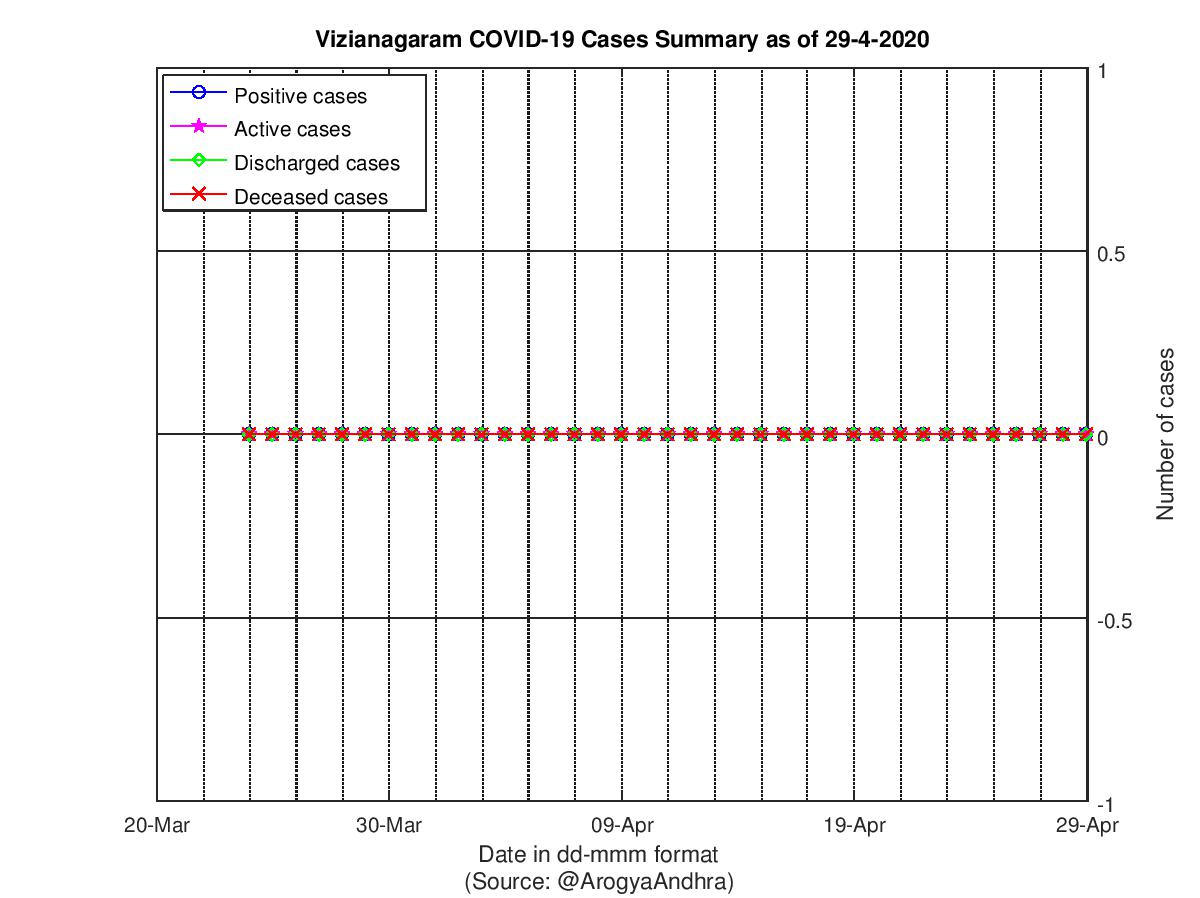 Vizianagaram COVID-19 Cases Summary as of 29-4-2020
Positive cases
Active cases
Discharged cases
Deceased cases
1
0.5
0
-0.5
-1
Number of cases
20-Mar 30-Mar 09-Apr 19-Apr 29-Apr
Date in dd-mmm format
(Source: @ArogyaAndhra)